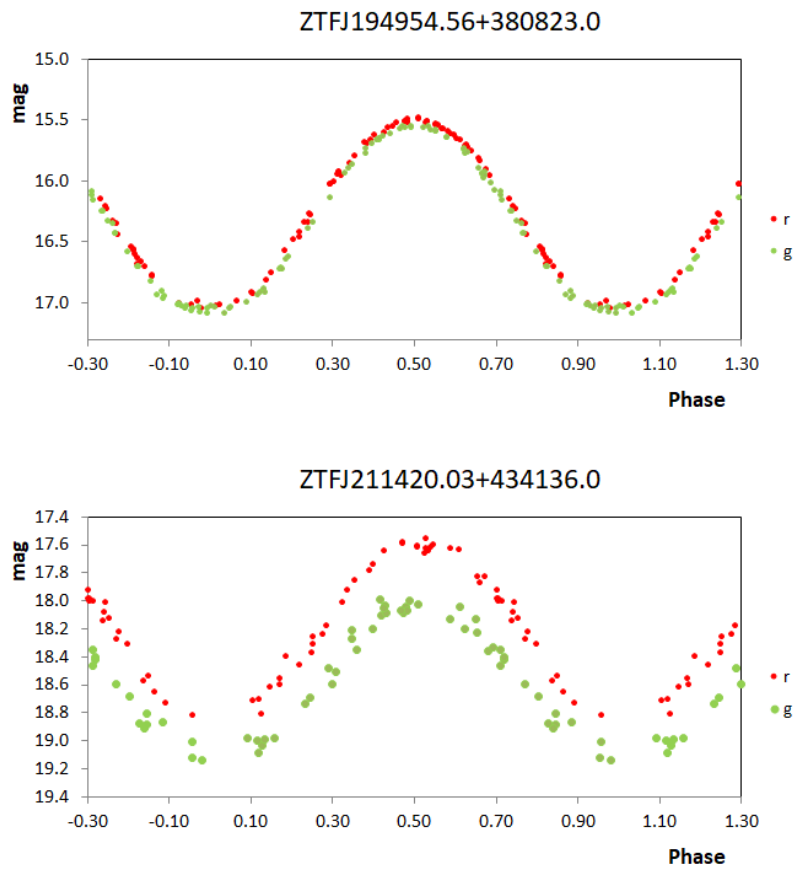 ZTFJ194954.56+380823.0
15.0
mag
15.5
16.0
16.5
17.0
r
g
-0.30 -0.10 0.10 0.30 0.50 0.70 0.90 1.10 1.30
Phase
ZTFJ211420.03+434136.0
17.4
mag
17.6
17.8
18.0
18.2
18.4
18.6
18.8
19.0
19.2
19.4
r
g
-0.30 -0.10 0.10 0.30 0.50 0.70 0.90 1.10 1.30
Phase